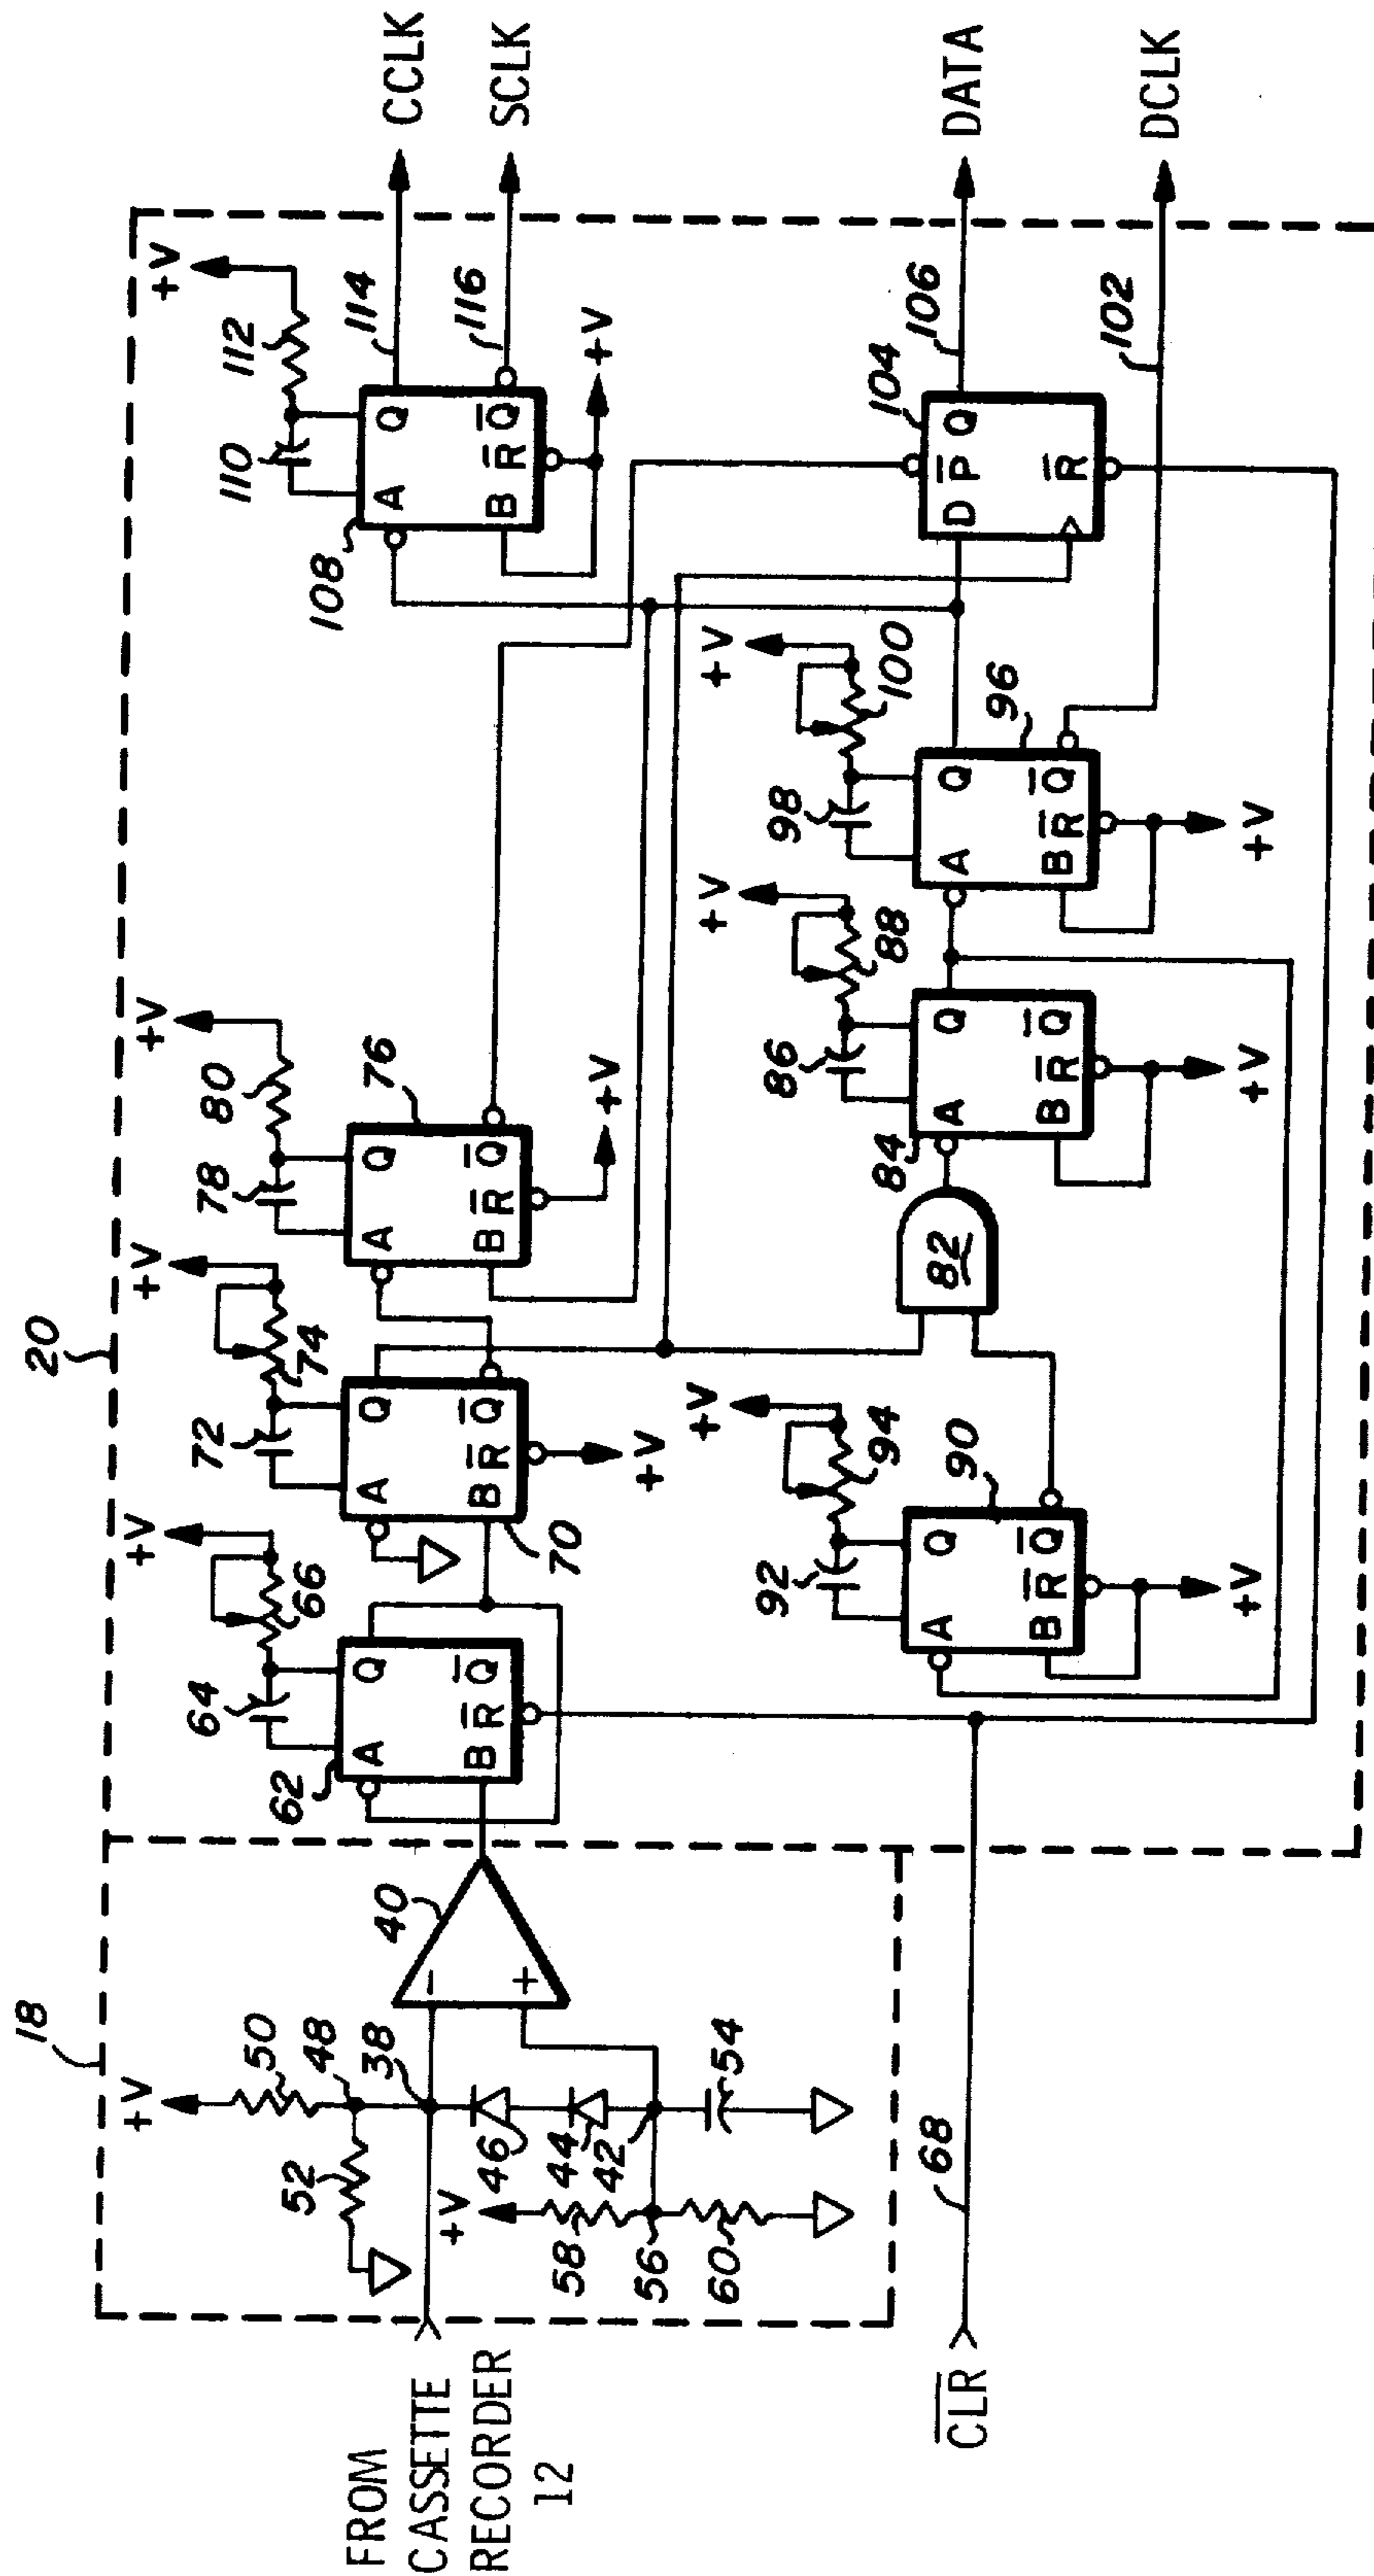 18
20
+V
50
48
38
52
+V
46
44
42
54
58
56
60
40
−
+
FROM
CASSETTE
RECORDER
12
CLR
68
+V
64
66
62
A
Q
B
R
Q
+V
72
74
70
A
Q
B
R
Q
+V
+V
78
80
76
A
Q
B
R
Q
+V
+V
110
112
108
A
Q
B
R
Q
+V
114
CCLK
116
SCLK
+V
92
94
90
A
Q
B
R
Q
+V
82
+V
86
88
84
A
Q
B
R
Q
+V
+V
98
100
96
A
Q
B
R
Q
+V
104
D
P
Q
R
106
DATA
102
DCLK